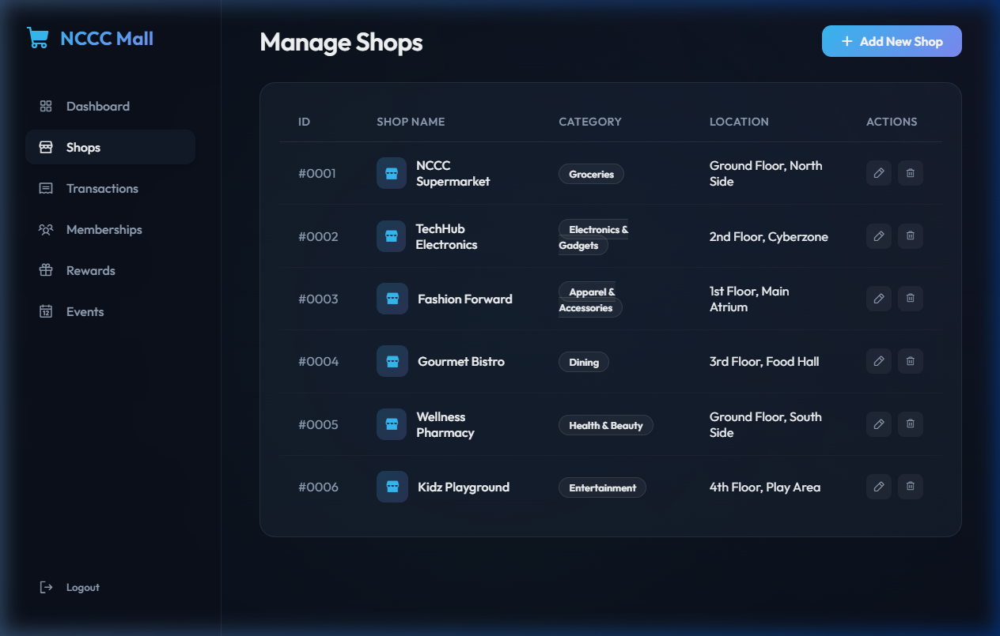 NCCC Mall
Manage Shops
Add New Shop
Dashboard
Shops
Transactions
Memberships
Rewards
Events
Logout
ID SHOP NAME CATEGORY LOCATION ACTIONS
#0001
NCCC
Supermarket
Groceries
Ground Floor, North
Side
#0002
TechHub
Electronics
Electronics &
Gadgets
2nd Floor, Cyberzone
#0003
Fashion Forward
Apparel &
Accessories
1st Floor, Main
Atrium
#0004
Gourmet Bistro
Dining
3rd Floor, Food Hall
#0005
Wellness
Pharmacy
Health & Beauty
Ground Floor, South
Side
#0006
Kidz Playground
Entertainment
4th Floor, Play Area